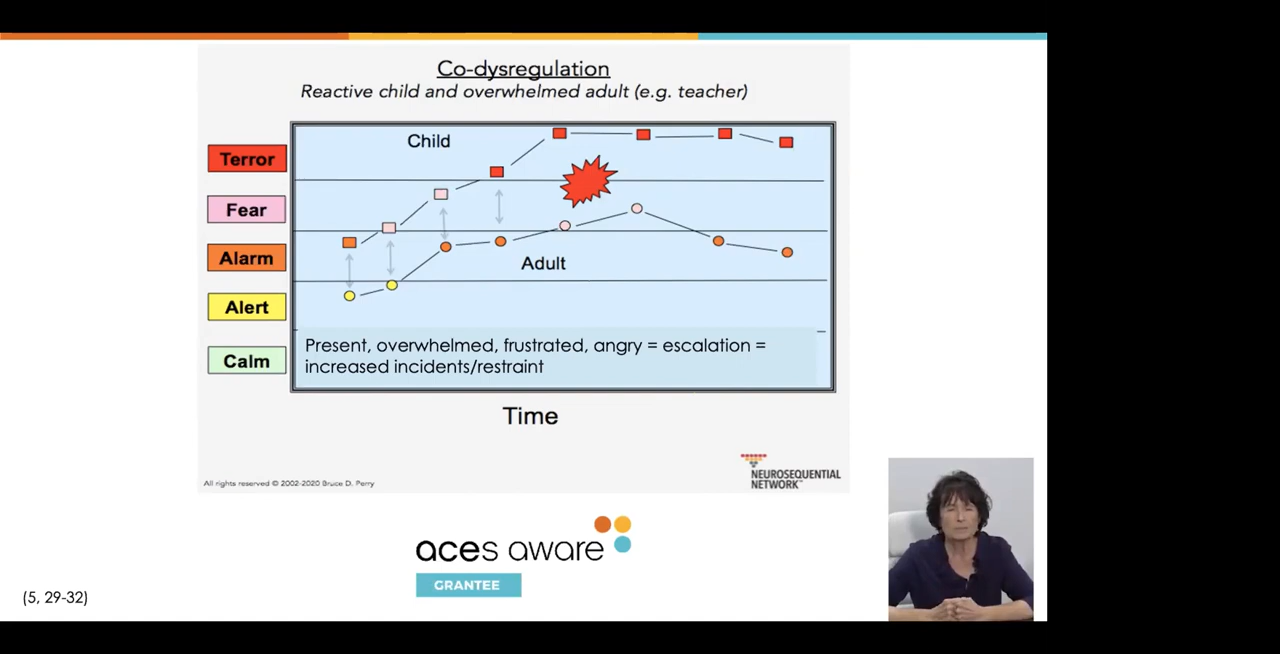 Co-dysregulation
Reactive child and overwhelmed adult (e.g. teacher)
Child
Terror
Fear
Alarm
Adult
Alert
Calm
Present, overwhelmed, frustrated, angry = escalation =
increased incidents/restraint
Time
All rights reserved © 2002-2020 Bruce D. Perry
NEUROSEQUENTIAL
NETWORK™
aces aware
GRANTEE
(5, 29-32)